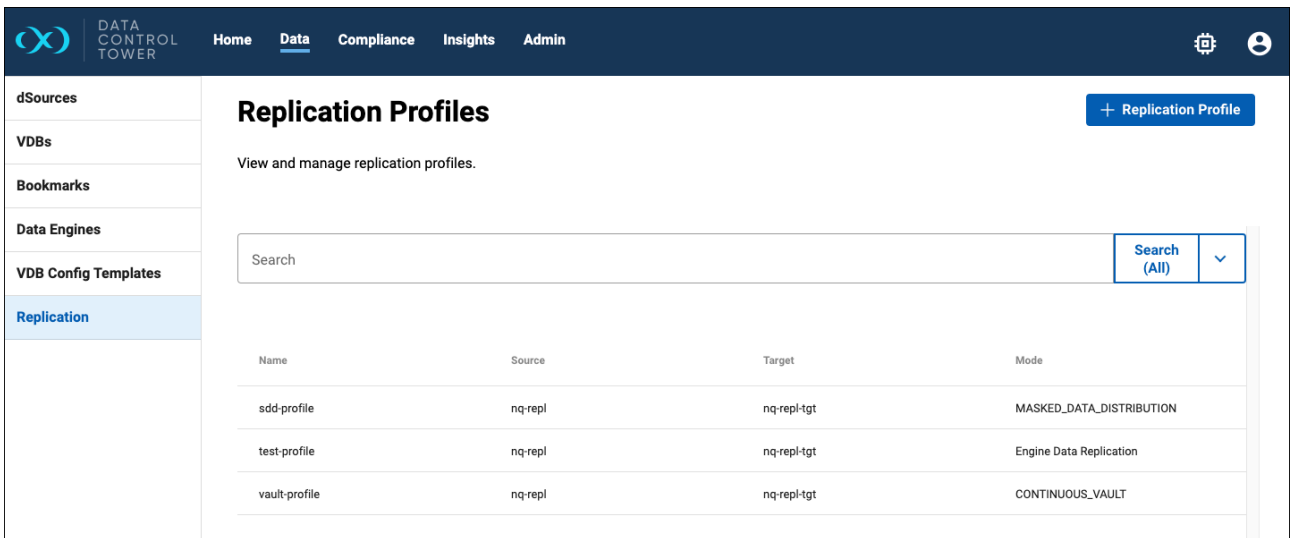 DATA
CONTROL
TOWER
Home Data Compliance Insights Admin
dSources
VDBs
Bookmarks
Data Engines
VDB Config Templates
Replication
Replication Profiles
+ Replication Profile
View and manage replication profiles.
Search
Search
(All)
Name Source Target Mode
sdd-profile nq-repl nq-repl-tgt MASKED_DATA_DISTRIBUTION
test-profile nq-repl nq-repl-tgt Engine Data Replication
vault-profile nq-repl nq-repl-tgt CONTINUOUS_VAULT